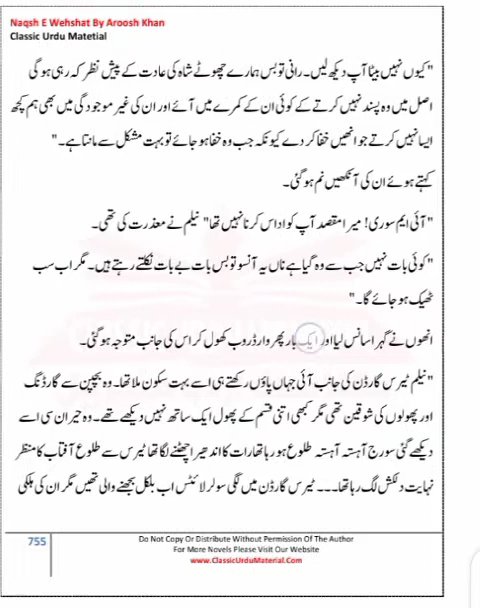 Naqsh E Wehshat By Aroosh Khan
Classic Urdu Matetial
"کیوں نہیں بیٹا آپ دیکھ لیں۔ رانی تو بس ہمارے چھوٹے شاہ کی عادت کے پیش نظر کہ رہی ہوگی
اصل میں وہ پسند نہیں کرتے کے کوئی ان کے کمرے میں آئے اور ان کی غیر موجودگی میں بھی ہم کچھ
ایسا نہیں کرتے جو انھیں خفا کر دے کیونکہ جب وہ خفا ہو جائے تو بہت مشکل سے مانتا ہے۔"
کہتے ہوئے ان کی آنکھیں نم ہو گئی۔
"آئی ایم سوری! میرا مقصد آپ کو اداس کرنا نہیں تھا" نیلم نے معذرت کی تھی۔
"کوئی بات نہیں جب سے وہ گیا ہے ناں یہ آنسو تو بس بات بے بات نکلتے رہتے ہیں۔ مگر اب سب
ٹھیک ہو جائے گا۔"
انھوں نے گہرا سانس لیا اور ایک بار پھر وارڈروب کھول کر اس کی جانب متوجہ ہو گئی۔
"نیلم ٹیرس گارڈن کی جانب آئی جہاں پاؤں رکھتے ہی اسے بہت سکون ملا تھا۔ وہ بچپن سے گارڈنگ
اور پھولوں کی شوقین تھی مگر کبھی اتنی قسم کے پھول ایک ساتھ نہیں دیکھے تھے۔ وہ حیران سی اسے
دیکھے گئی سورج آہستہ آہستہ طلوع ہو رہا تھا رات کا اندھیرا چھٹنے لگا تھا ٹیرس سے طلوع آفتاب کا منظر
نہایت دلکش لگ رہا تھا۔۔۔ ٹیرس گارڈن میں لگی سولر لائٹس اب بلکل بجھنے والی تھیں مگر ان کی ہلکی
755
Do Not Copy Or Distribute Without Permission Of The Author
For More Novels Please Visit Our Website
www.ClassicUrduMaterial.Com